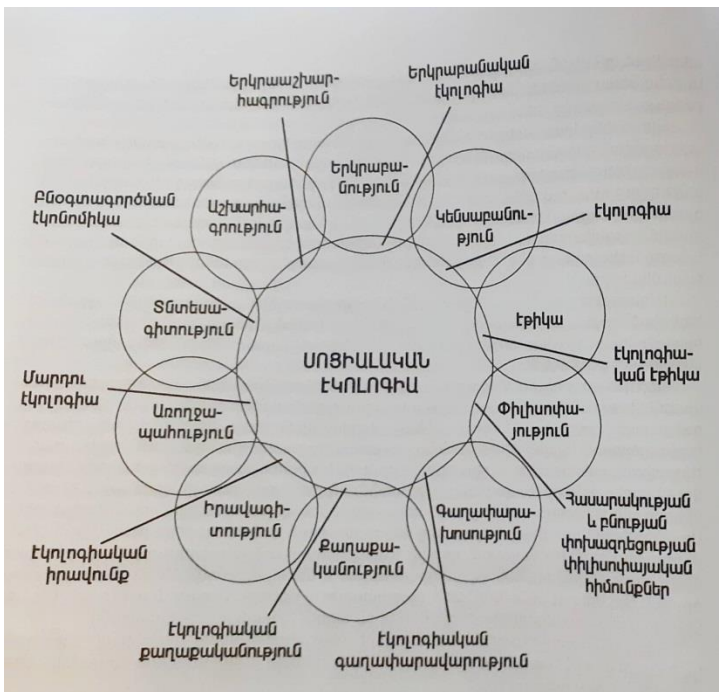 Երկրաաշխար-
հագրություն
Երկրաբանական
էկոլոգիա
Երկրաբա-
նություն
Աշխարհա-
գրություն
Կենսաբանու-
թյուն
էկոլոգիա
Բնօգտագործման
էկոնոմիկա
Տնտեսա-
գիտություն
էթիկա
էկոլոգիա-
կան էթիկա
ՍՈՑԻԱԼԱԿԱՆ
ԷԿՈԼՈԳԻԱ
Մարդու
էկոլոգիա
Առողջա-
պահություն
Փիլիսոփա-
յություն
Իրավագի-
տություն
Քաղաքա-
կանություն
Գաղափարա-
խոսություն
Հասարակության
և բնության
փոխազդեցության
փիլիսոփայական
հիմունքներ
էկոլոգիական
իրավունք
էկոլոգիական
քաղաքականություն
էկոլոգիական
գաղափարավարություն